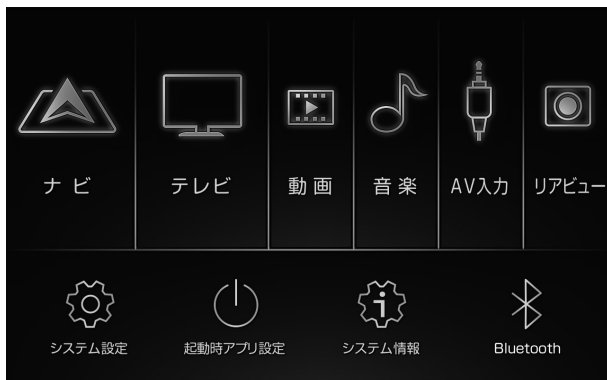 ナビ
テレビ
動画
音楽
AV入力
リアビュー
システム設定
起動時アプリ設定
システム情報
Bluetooth